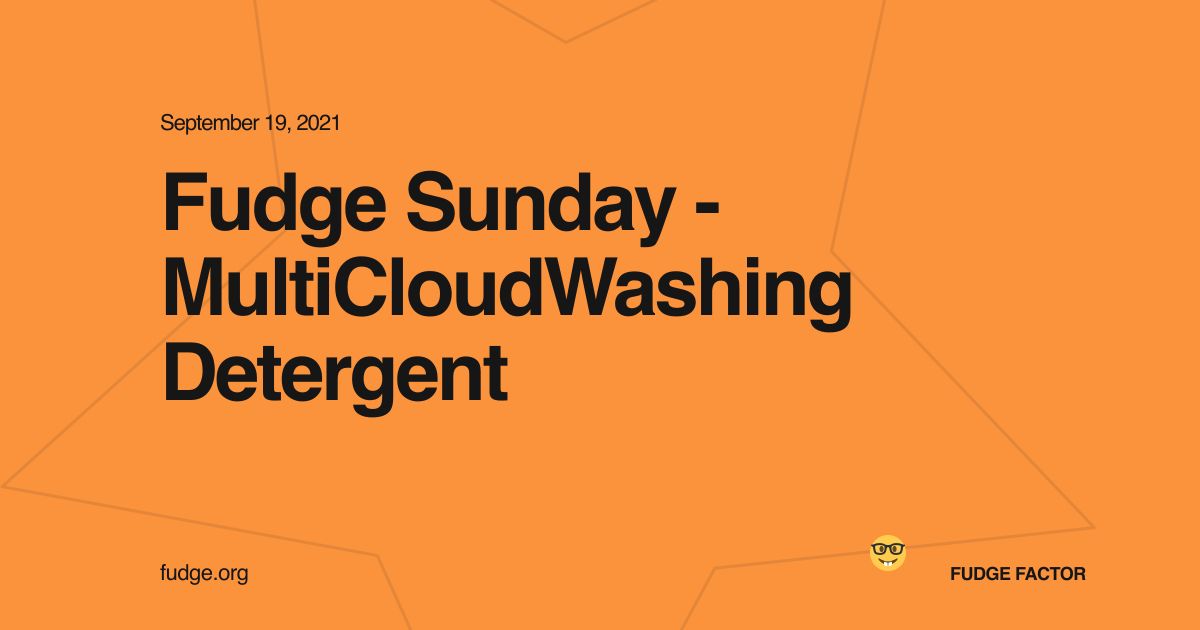 September 19, 2021
Fudge Sunday -
MultiCloudWashing
Detergent
fudge.org
FUDGE FACTOR